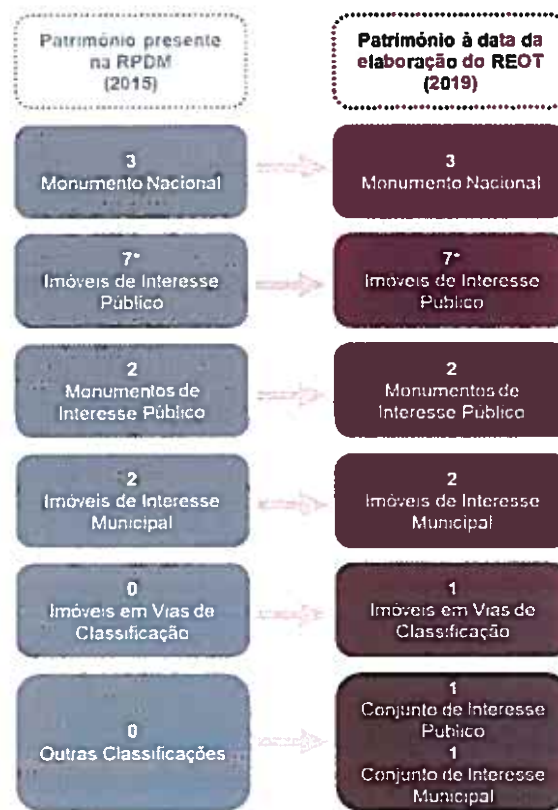 Património presente
na RPDM
(2015)
Património à data da
elaboração do REOT
(2019)
3
Monumento Nacional
3
Monumento Nacional
7*
Imóveis de Interesse
Público
7*
Imóveis de Interesse
Público
2
Monumentos de
Interesse Público
2
Monumentos de
Interesse Público
2
Imóveis de Interesse
Municipal
2
Imóveis de Interesse
Municipal
0
Imóveis em Vias de
Classificação
1
Imóveis em Vias de
Classificação
0
Outras Classificações
1
Conjunto de Interesse
Publico
1
Conjunto de Interesse
Municipal